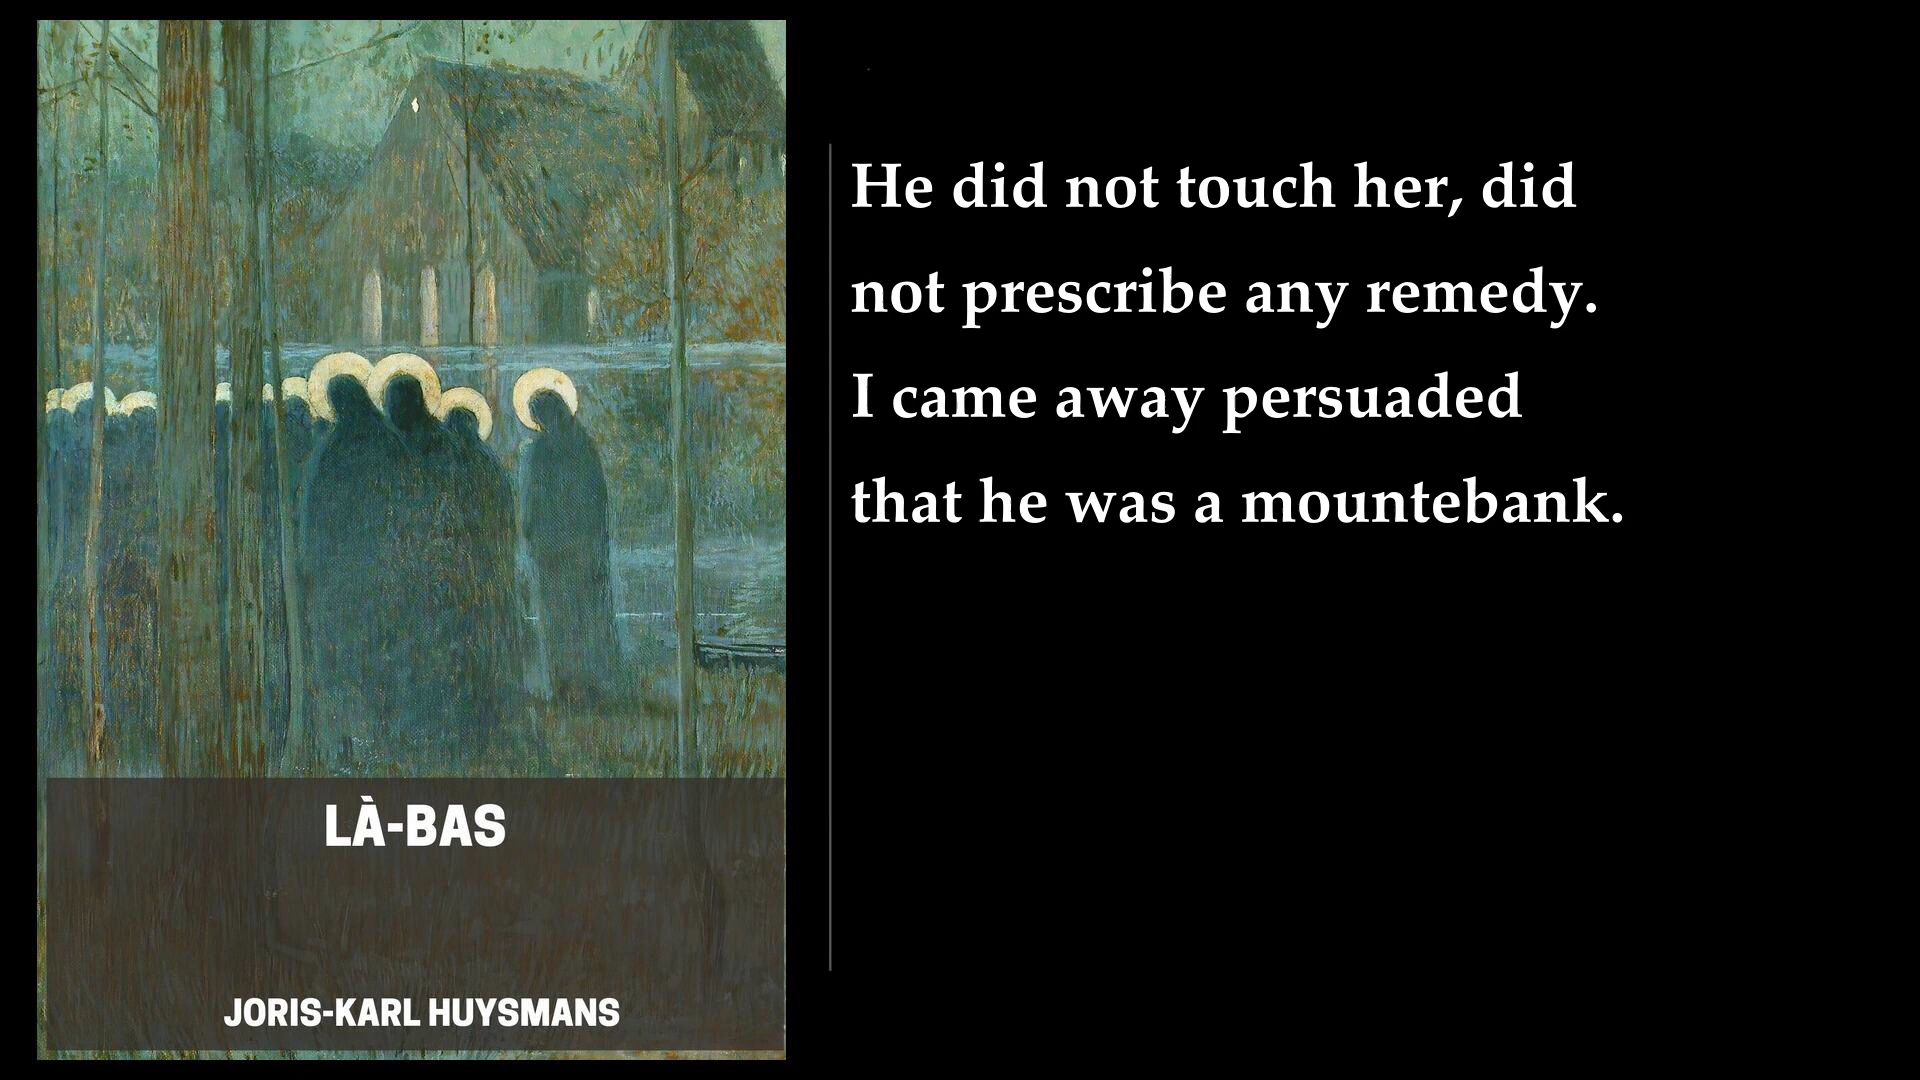 LÀ-BAS
JORIS-KARL HUYSMANS
He did not touch her, did
not prescribe any remedy.
I came away persuaded
that he was a mountebank.